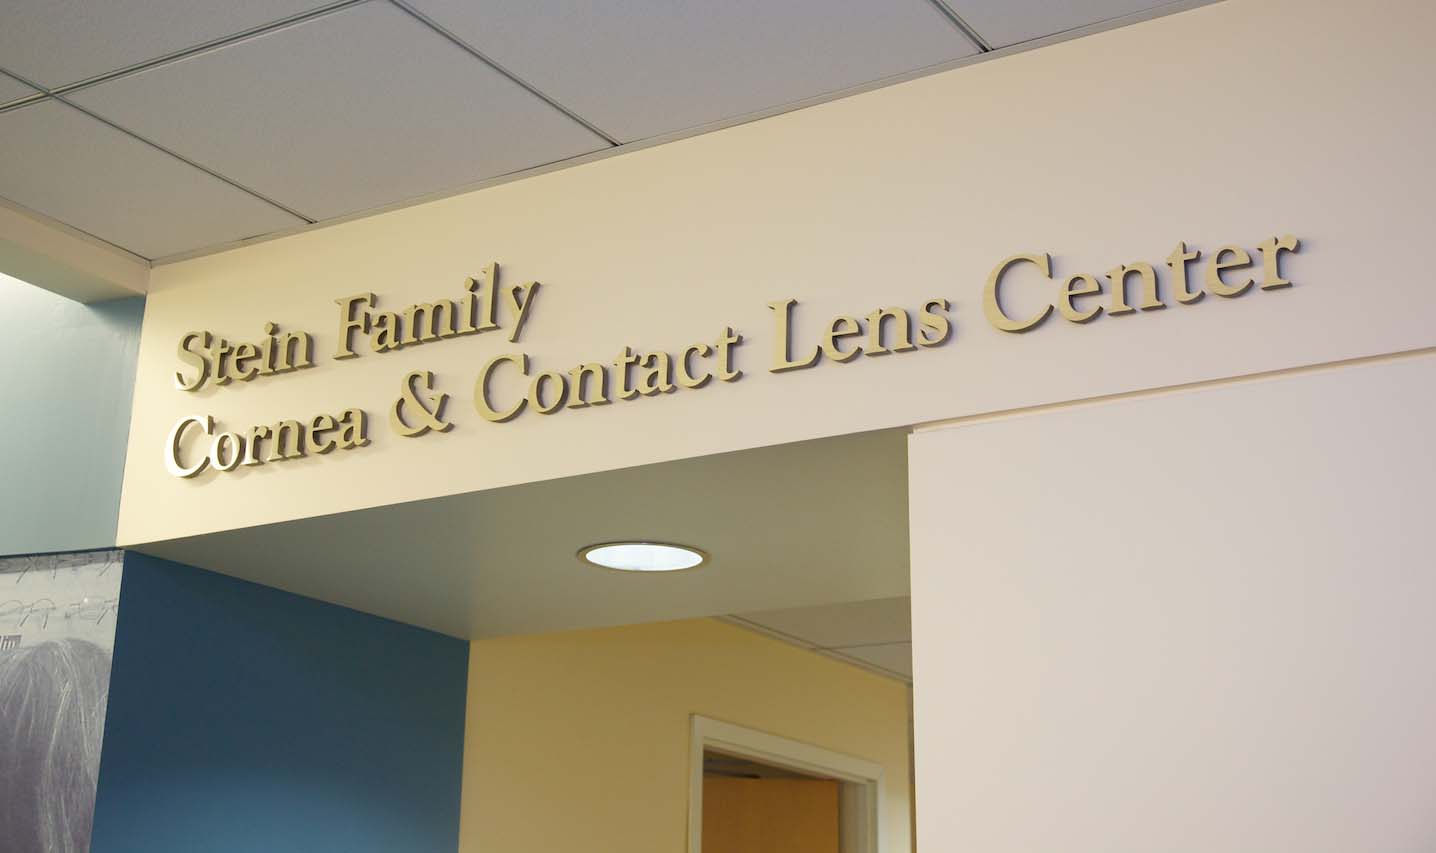 Stein Family
Cornea & Contact Lens Center